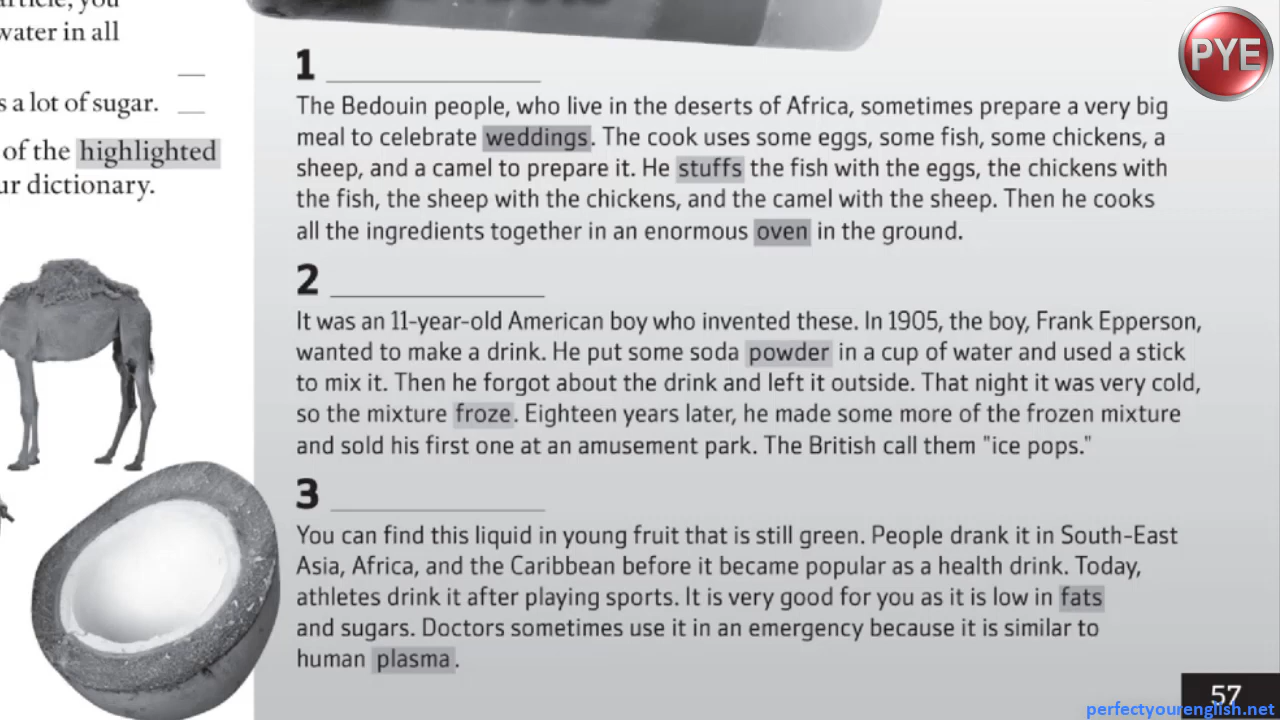 article, you
water in all
s a lot of sugar.
of the highlighted
ur dictionary.
PYE
1
The Bedouin people, who live in the deserts of Africa, sometimes prepare a very big
meal to celebrate weddings. The cook uses some eggs, some fish, some chickens, a
sheep, and a camel to prepare it. He stuffs the fish with the eggs, the chickens with
the fish, the sheep with the chickens, and the camel with the sheep. Then he cooks
all the ingredients together in an enormous oven in the ground.
2
It was an 11-year-old American boy who invented these. In 1905, the boy, Frank Epperson,
wanted to make a drink. He put some soda powder in a cup of water and used a stick
to mix it. Then he forgot about the drink and left it outside. That night it was very cold,
so the mixture froze. Eighteen years later, he made some more of the frozen mixture
and sold his first one at an amusement park. The British call them "ice pops."
3
You can find this liquid in young fruit that is still green. People drank it in South-East
Asia, Africa, and the Caribbean before it became popular as a health drink. Today,
athletes drink it after playing sports. It is very good for you as it is low in fats
and sugars. Doctors sometimes use it in an emergency because it is similar to
human plasma.
57
perfectyourenglish.net